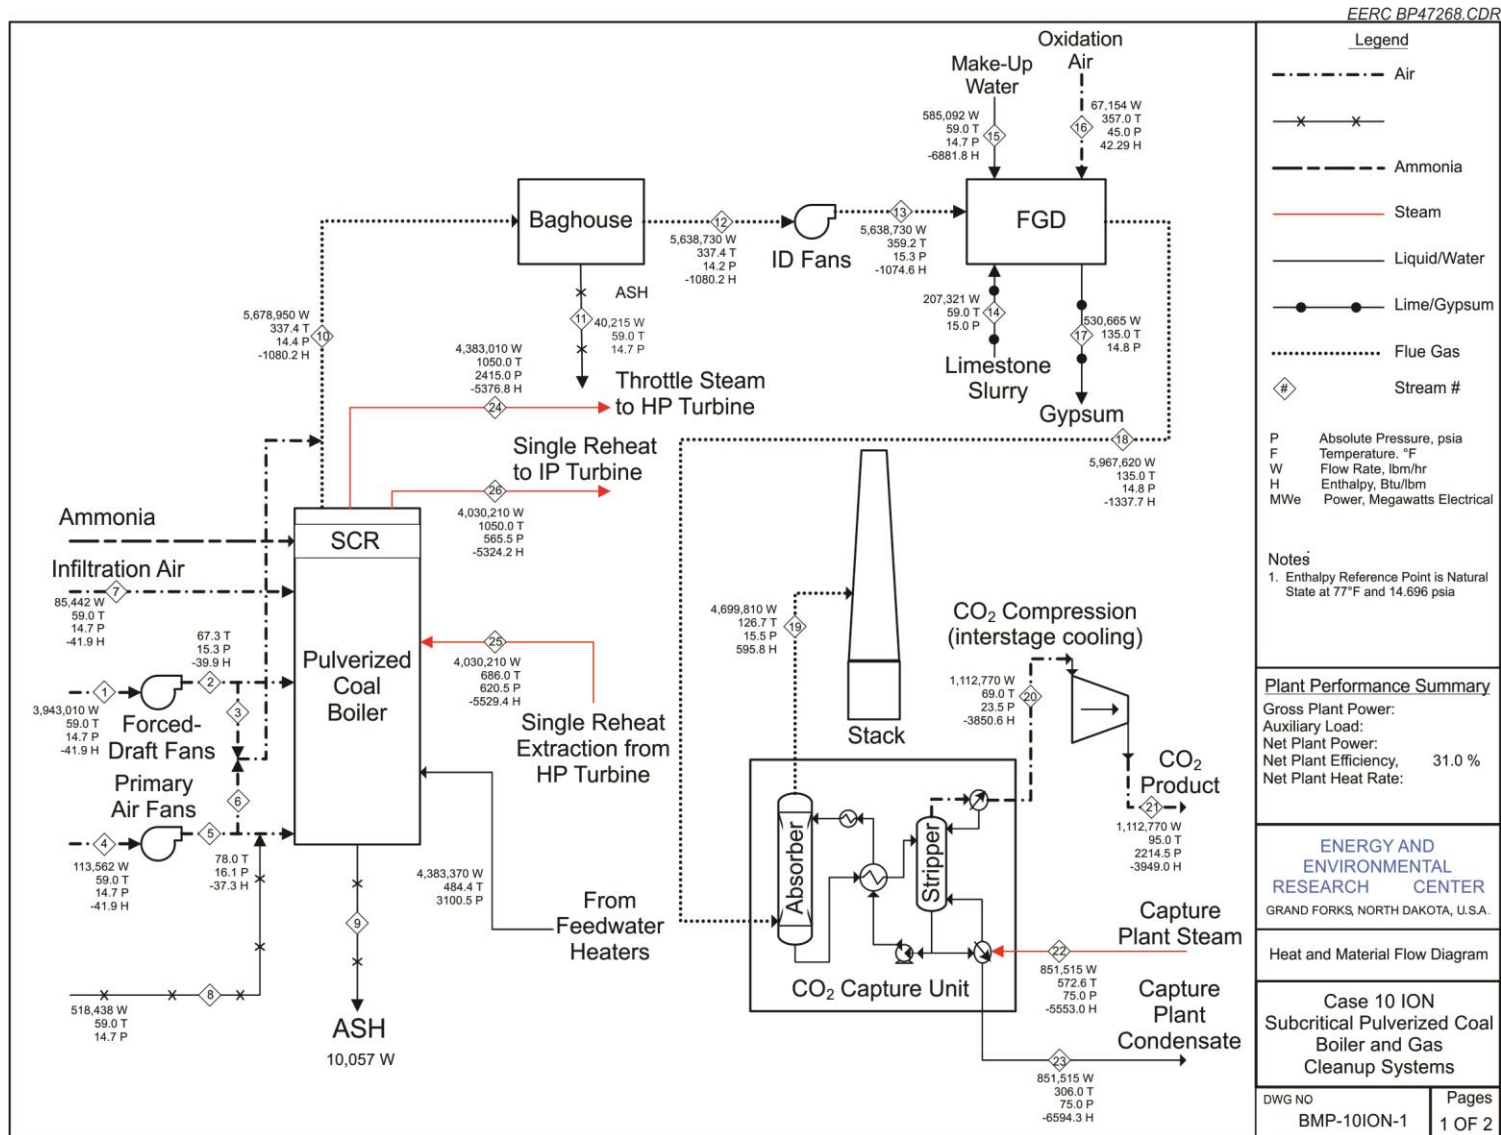 EERC BP47268.CDR
Oxidation
Air
Make-Up
Water
67,154 W
357.0 T
45.0 P
42.29 H
16
585,092 W
59.0 T
14.7 P
-6881.8 H
15
Baghouse
12
5,638,730 W
337.4 T
14.2 P
-1080.2 H
ID Fans
13
5,638,730 W
359.2 T
15.3 P
-1074.6 H
FGD
5,678,950 W
337.4 T
14.4 P
-1080.2 H
10
ASH
11
40,215 W
59.0 T
14.7 P
207,321 W
59.0 T
15.0 P
14
Limestone
Slurry
530,665 W
135.0 T
14.8 P
17
Gypsum
4,383,010 W
1050.0 T
2415.0 P
-5376.8 H
24
Throttle Steam
to HP Turbine
18
5,967,620 W
135.0 T
14.8 P
-1337.7 H
Single Reheat
to IP Turbine
26
4,030,210 W
1050.0 T
565.5 P
-5324.2 H
Ammonia
SCR
Infiltration Air
7
85,442 W
59.0 T
14.7 P
-41.9 H
67.3 T
15.3 P
-39.9 H
1
2
3
3,943,010 W
59.0 T
14.7 P
-41.9 H
Forced-
Draft Fans
Pulverized
Coal
Boiler
25
4,030,210 W
686.0 T
620.5 P
-5529.4 H
Single Reheat
Extraction from
HP Turbine
Primary
Air Fans
6
4
5
113,562 W
59.0 T
14.7 P
-41.9 H
78.0 T
16.1 P
-37.3 H
4,383,370 W
484.4 T
3100.5 P
From
Feedwater
Heaters
9
8
518,438 W
59.0 T
14.7 P
ASH
10,057 W
4,699,810 W
126.7 T
15.5 P
595.8 H
19
Stack
CO₂ Compression
(interstage cooling)
1,112,770 W
69.0 T
23.5 P
-3850.6 H
20
CO₂
Product
21
1,112,770 W
95.0 T
2214.5 P
-3949.0 H
Absorber
Stripper
CO₂ Capture Unit
Capture
Plant Steam
22
851,515 W
572.6 T
75.0 P
-5553.0 H
Capture
Plant
Condensate
23
851,515 W
306.0 T
75.0 P
-6594.3 H
Legend
Air
Ammonia
Steam
Liquid/Water
Lime/Gypsum
Flue Gas
# Stream #
P Absolute Pressure, psia
F Temperature. °F
W Flow Rate, lbm/hr
H Enthalpy, Btu/lbm
MWe Power, Megawatts Electrical
Notes
1. Enthalpy Reference Point is Natural
State at 77°F and 14.696 psia
Plant Performance Summary
Gross Plant Power:
Auxiliary Load:
Net Plant Power:
Net Plant Efficiency, 31.0 %
Net Plant Heat Rate:
ENERGY AND
ENVIRONMENTAL
RESEARCH CENTER
GRAND FORKS, NORTH DAKOTA, U.S.A.
Heat and Material Flow Diagram
Case 10 ION
Subcritical Pulverized Coal
Boiler and Gas
Cleanup Systems
DWG NO
BMP-10ION-1
Pages
1 OF 2